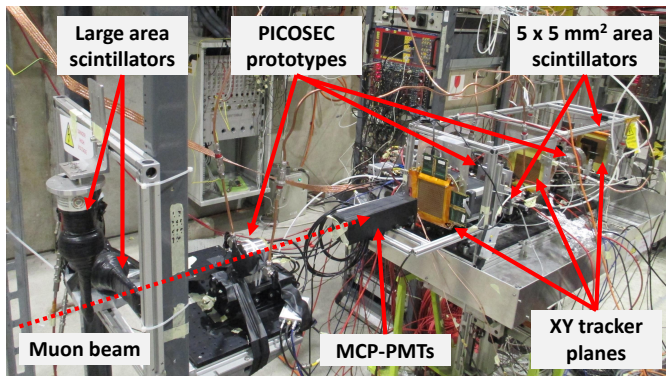 Large area
scintillators
PICOSEC
prototypes
5 x 5 mm² area
scintillators
Muon beam
MCP-PMTs
XY tracker
planes